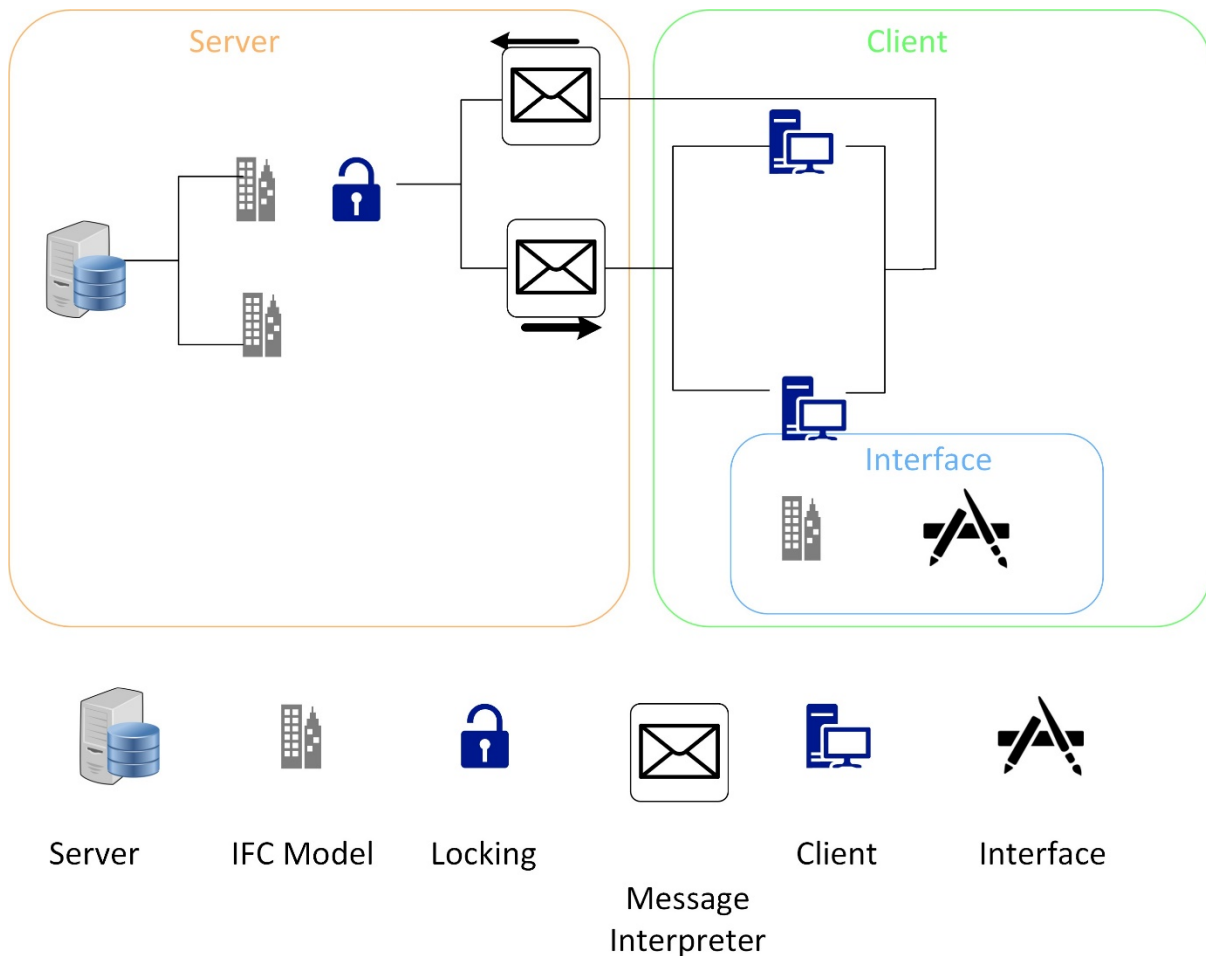 Server
Client
Interface
Server
IFC Model
Locking
Message
Interpreter
Client
Interface